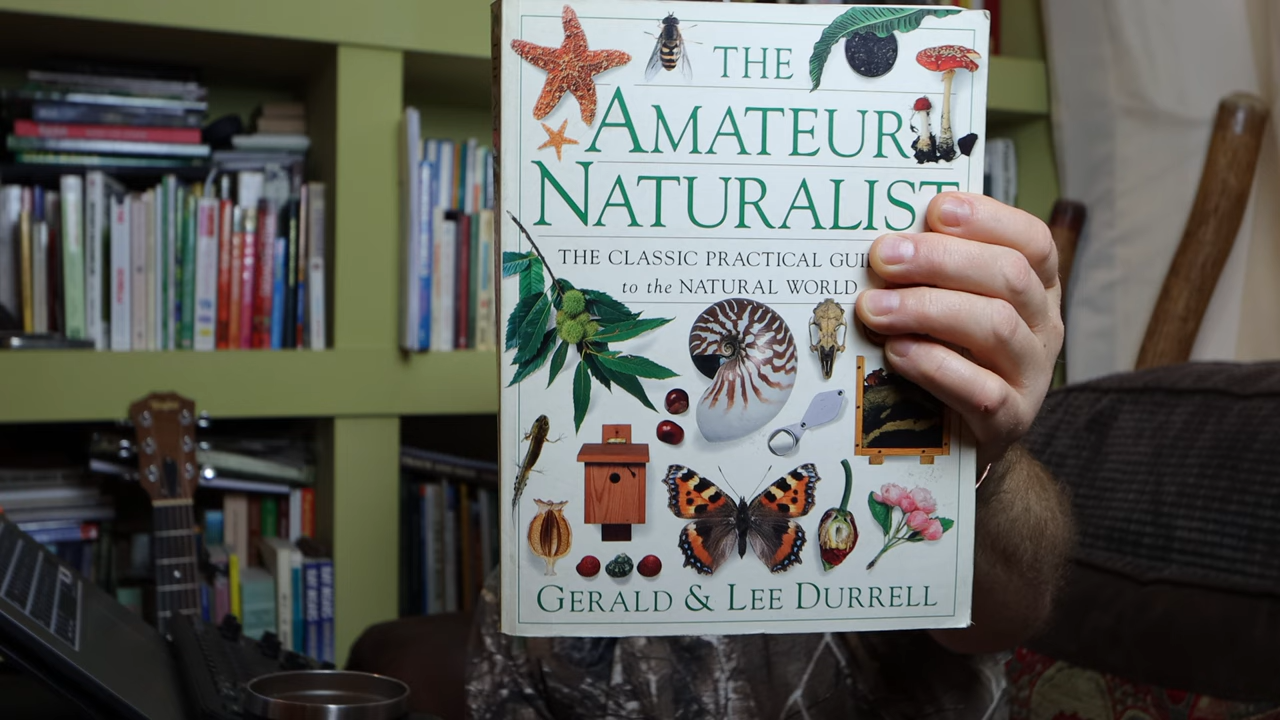 THE
AMATEUR
NATURALIST
THE CLASSIC PRACTICAL
to the NATURAL WORLD
GERALD & LEE DURRELL